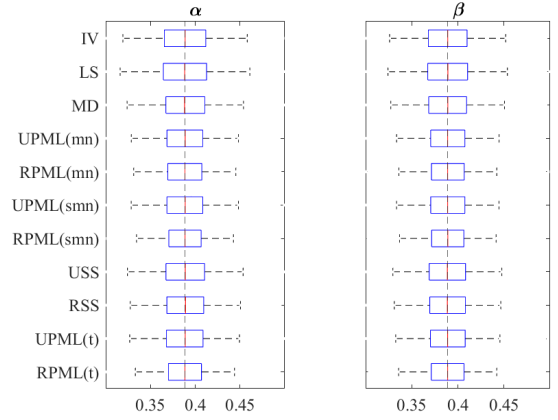 α β
IV
LS
MD
UPML(mn)
RPML(mn)
UPML(smn)
RPML(smn)
USS
RSS
UPML(t)
RPML(t)
0.35 0.4 0.45 0.35 0.4 0.45